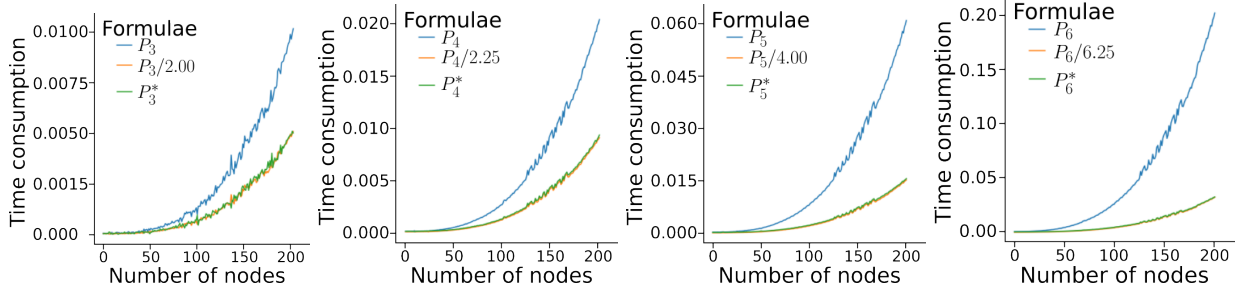 Formulae
P₃
P₃/2.00
P₃*
0.0100
0.0075
0.0050
0.0015
0.000
0 50 100 150 200
Number of nodes
Time consumption
Formulae
P₄
P₄/2.25
P₄*
0.020
0.015
0.010
0.005
0.000
0 50 100 150 200
Number of nodes
Time consumption
Formulae
P₅
P₅/4.00
P₅*
0.060
0.045
0.030
0.015
0.000
0 50 100 150 200
Number of nodes
Time consumption
Formulae
P₆
P₆/6.25
P₆*
0.20
0.15
0.10
0.05
0.00
0 50 100 150 200
Number of nodes
Time consumption